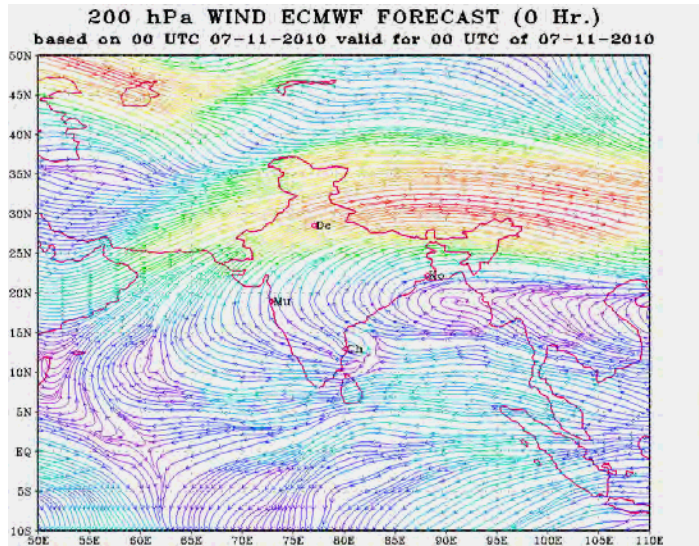 200 hPa WIND ECMWF FORECAST (0 Hr.)
based on 00 UTC 07-11-2010 valid for 00 UTC of 07-11-2010
50N
45N
40N
35N
30N
25N
20N
15N
10N
5N
EQ
5S
10S
De
Mu
Ch
50E 55E 60E 65E 70E 75E 80E 85E 90E 95E 100E 105E 110E